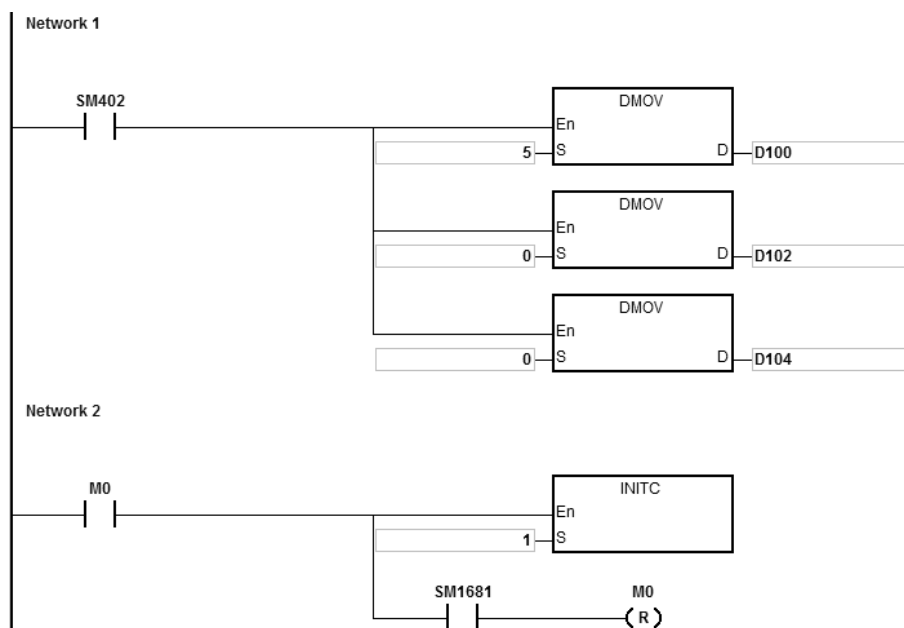 Network 1
SM402
DMOV
En
5 S D D100
DMOV
En
0 S D D102
DMOV
En
0 S D D104
Network 2
M0
INITC
En
1 S
SM1681 M0
R